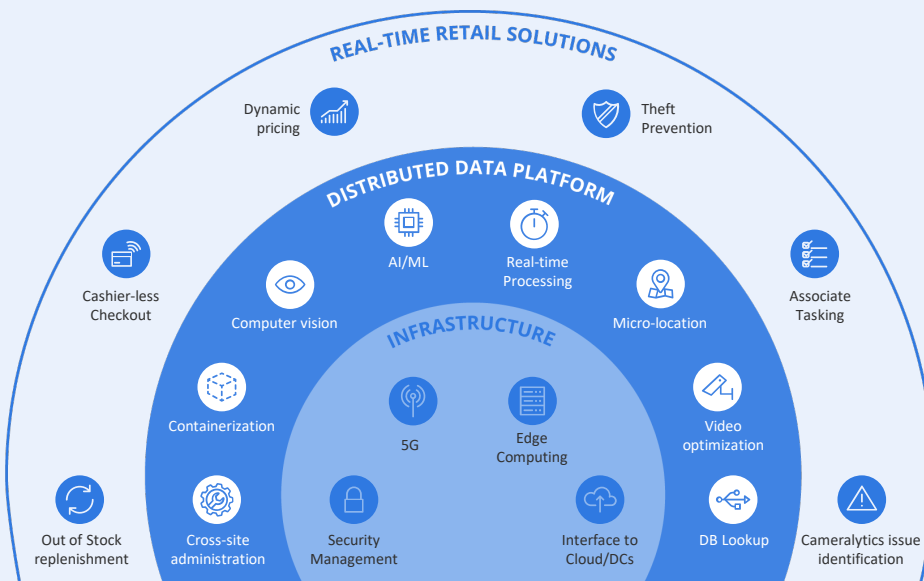 REAL-TIME RETAIL SOLUTIONS
Dynamic
pricing
Theft
Prevention
Cashier-less
Checkout
Associate
Tasking
Out of Stock
replenishment
Cameralytics issue
identification
DISTRIBUTED DATA PLATFORM
AI/ML
Real-time
Processing
Computer vision
Micro-location
Containerization
Video
optimization
Cross-site
administration
DB Lookup
INFRASTRUCTURE
5G
Edge
Computing
Security
Management
Interface to
Cloud/DCs